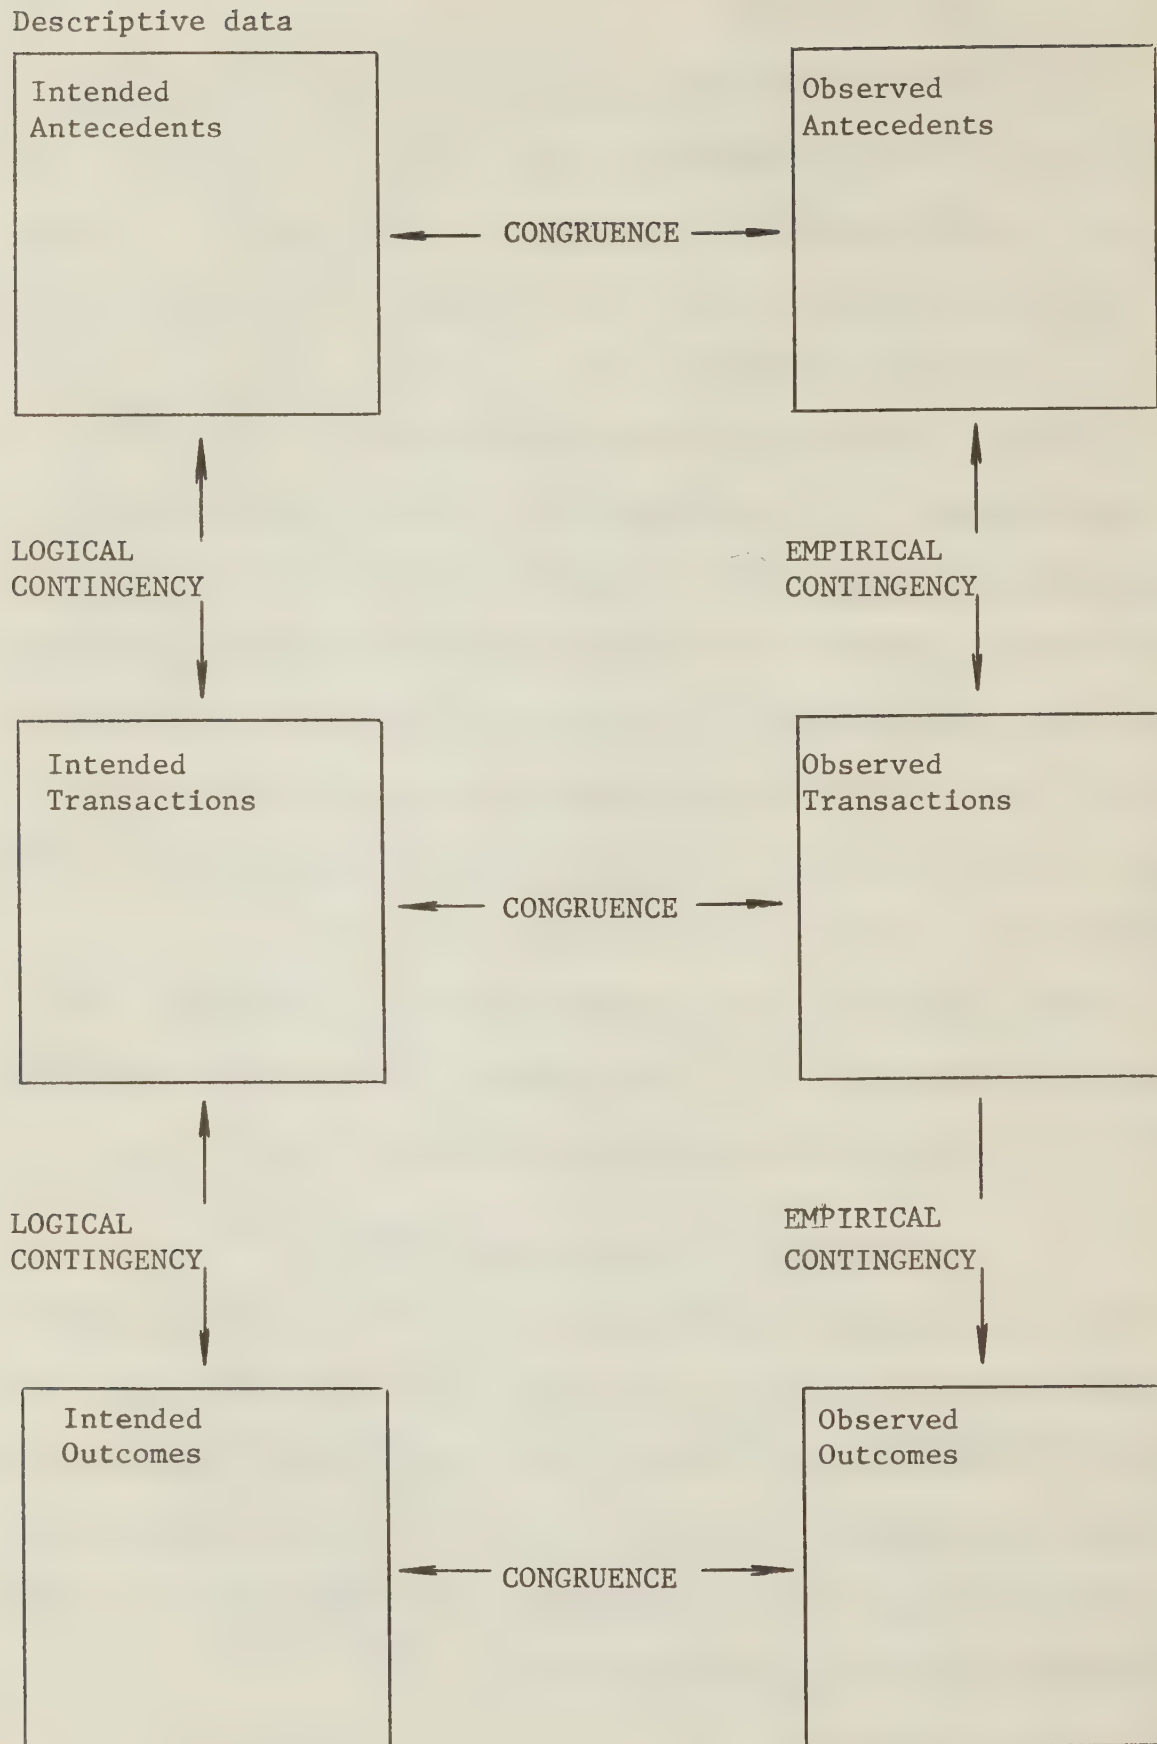 Descriptive data
Intended
Antecedents
Observed
Antecedents
CONGRUENCE
LOGICAL
CONTINGENCY
EMPIRICAL
CONTINGENCY
Intended
Transactions
Observed
Transactions
CONGRUENCE
LOGICAL
CONTINGENCY
EMPIRICAL
CONTINGENCY
Intended
Outcomes
Observed
Outcomes
CONGRUENCE